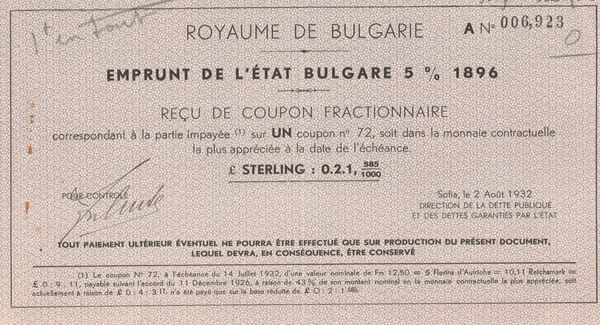 1° en tout
ROYAUME DE BULGARIE
A N° 006,923
0
EMPRUNT DE L'ÉTAT BULGARE 5 % 1896
REÇU DE COUPON FRACTIONNAIRE
correspondant à la partie impayée (1) sur UN coupon n° 72, soit dans la monnaie contractuelle
la plus appréciée à la date de l'échéance.
£ STERLING : 0.2.1, 585/1000
POUR CONTROLE
Sofia, le 2 Août 1932
DIRECTION DE LA DETTE PUBLIQUE
ET DES DETTES GARANTIES PAR L'ÉTAT
TOUT PAIEMENT ULTÉRIEUR ÉVENTUEL NE POURRA ÊTRE EFFECTUÉ QUE SUR PRODUCTION DU PRÉSENT DOCUMENT,
LEQUEL DEVRA, EN CONSÉQUENCE, ÊTRE CONSERVÉ
(1) Le coupon N° 72, à l'échéance du 14 Juillet 1932, d'une valeur nominale de Frs 12,50 = 5 Florins d'Autriche = 10,11 Reichsmark =
£ 0.9.11, payable suivant l'accord du 11 Décembre 1926, à raison de 43 % de son montant nominal en la monnaie contractuelle la plus appréciée, soit
actuellement à raison de £ 0.4.3 17, n'a été payé que sur la base réduite de £ 0.2.1 585.